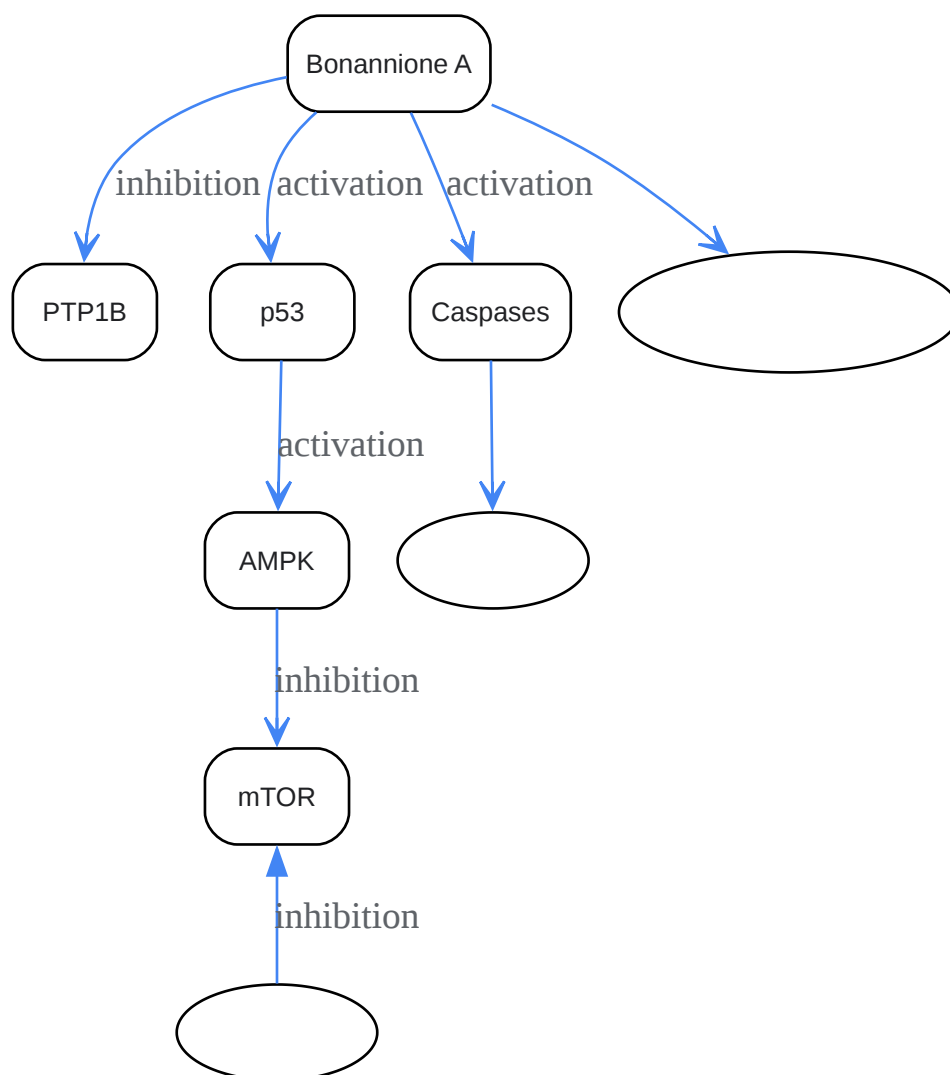 Bonannione A
inhibition activation activation
PTP1B p53 Caspases
activation
AMPK
inhibition
mTOR
inhibition